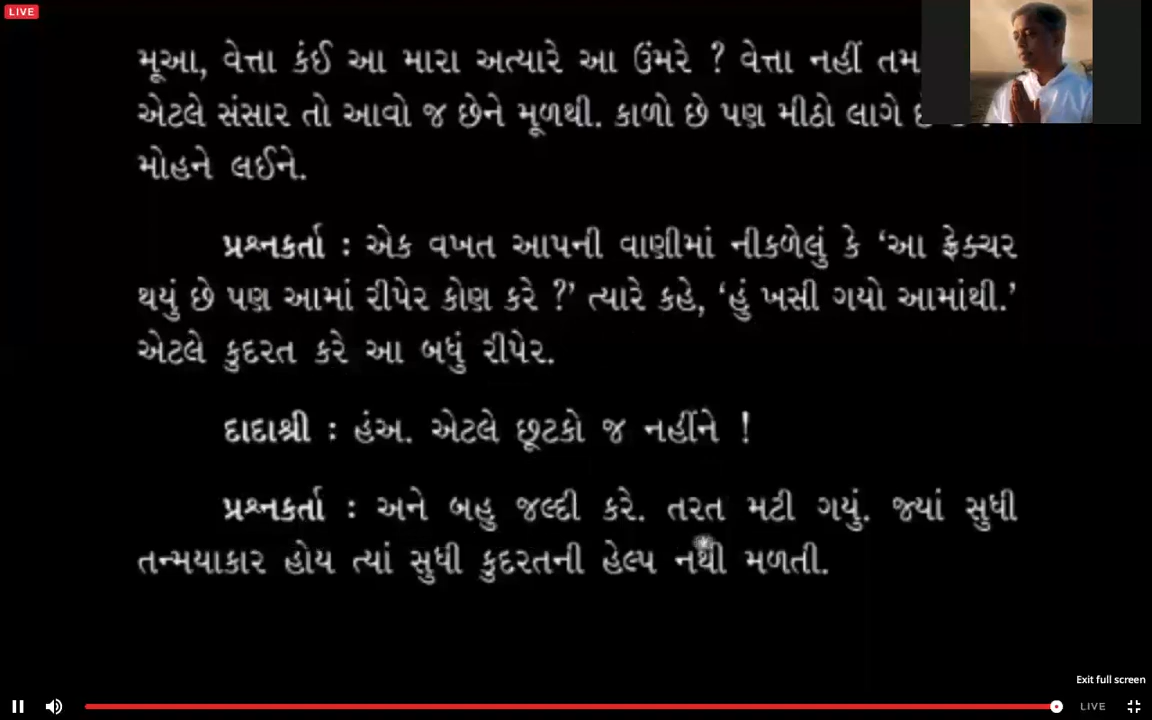 LIVE
મૂઆ, વેત્તા કંઈ આ મારા અત્યારે આ ઉંમરે ? વેત્તા નહીં તમ
એટલે સંસાર તો આવો જ છેને મૂળથી. કાળો છે પણ મીઠો લાગે
મોહને લઈને.
પ્રશ્નકર્તા : એક વખત આપની વાણીમાં નીકળેલું કે ‘આ ફ્રેક્ચર
થયું છે પણ આમાં રીપેર કોણ કરે ?’ ત્યારે કહે, ‘હું ખસી ગયો આમાંથી.’
એટલે કુદરત કરે આ બધું રીપેર.
દાદાશ્રી : હંઅ. એટલે છૂટકો જ નહીંને !
પ્રશ્નકર્તા : અને બહુ જલ્દી કરે. તરત મટી ગયું. જ્યાં સુધી
તન્મયાકાર હોય ત્યાં સુધી કુદરતની હેલ્પ નથી મળતી.
Exit full screen
LIVE